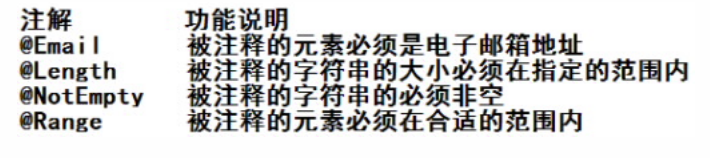 注解 功能说明
@Email 被注释的元素必须是电子邮箱地址
@Length 被注释的字符串的大小必须在指定的范围内
@NotEmpty 被注释的字符串的必须非空
@Range 被注释的元素必须在合适的范围内